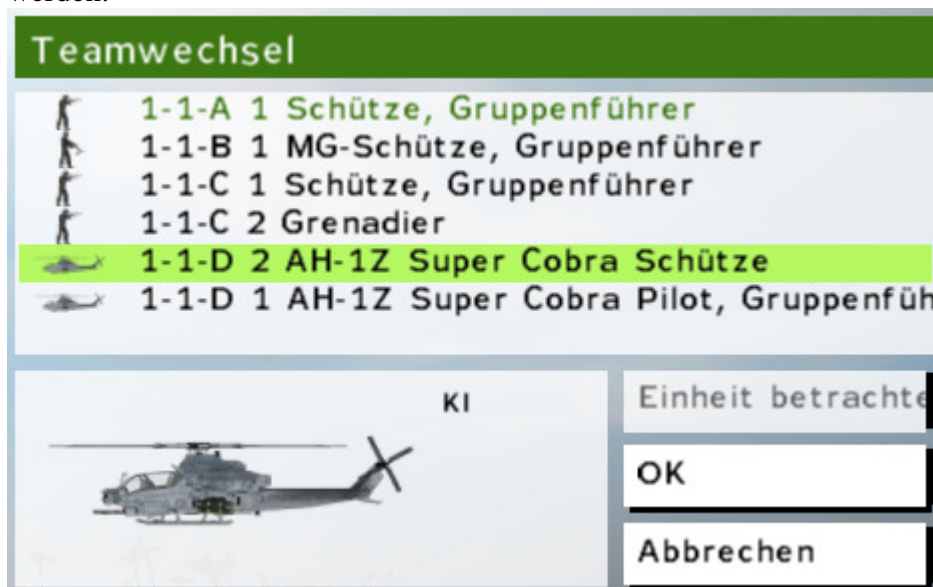 werden.
Teamwechsel
1-1-A 1 Schütze, Gruppenführer
1-1-B 1 MG-Schütze, Gruppenführer
1-1-C 1 Schütze, Gruppenführer
1-1-C 2 Grenadier
1-1-D 2 AH-1Z Super Cobra Schütze
1-1-D 1 AH-1Z Super Cobra Pilot, Gruppenfüh
KI
Einheit betrachte
OK
Abbrechen